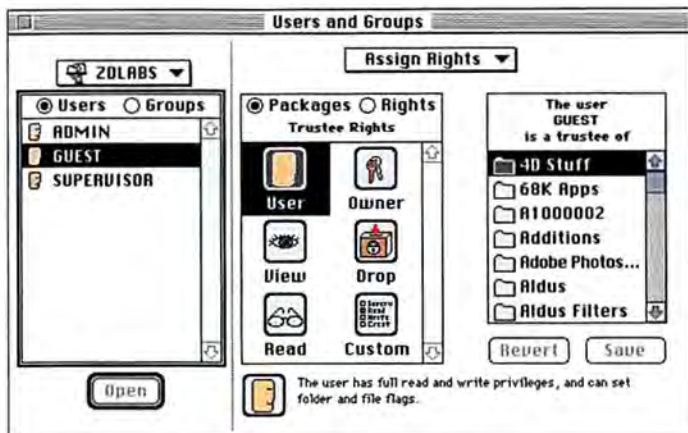 Users and Groups
ZDLABS
Users Groups
ADMIN
GUEST
SUPERVISOR
Open
Assign Rights
Packages Rights
Trustee Rights
User Owner
View Drop
Read Custom
The user has full read and write privileges, and can set
folder and file flags.
The user
GUEST
is a trustee of
4D Stuff
68K Apps
A1000002
Additions
Adobe Photos...
Aldus
Aldus Filters
Revert Save